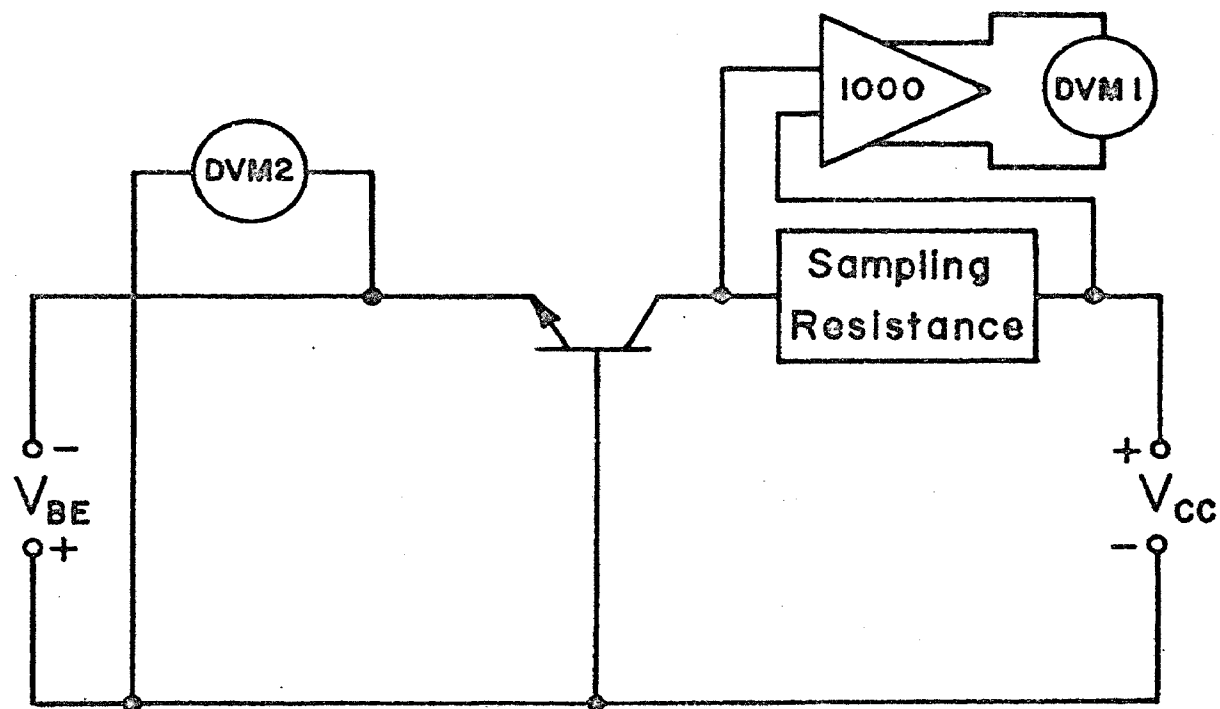 1000
DVM1
DVM2
Sampling
Resistance
-
V_BE
+
+
V_CC
-